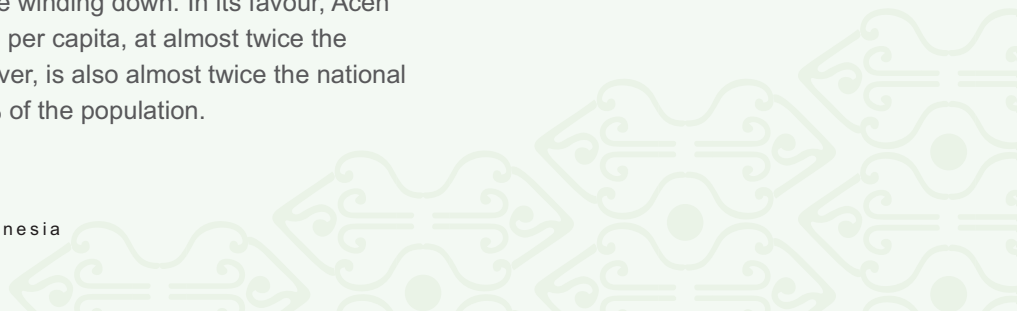 winding down. In its favour, Aceh
per capita, at almost twice the
ver, is also almost twice the national
of the population.
nesia